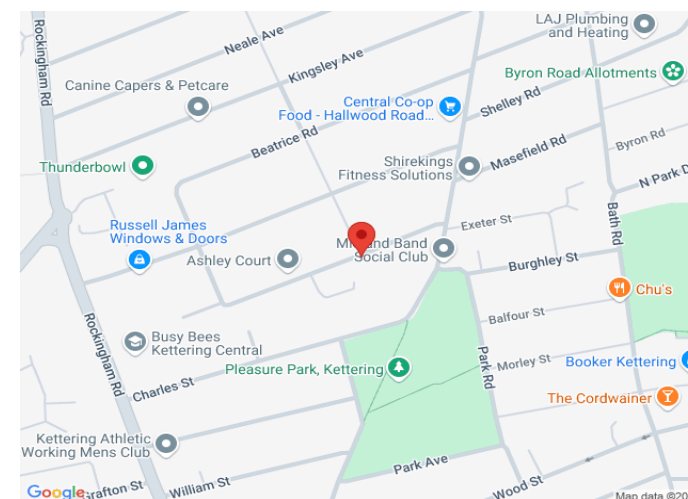 LAJ Plumbing
and Heating
Rockingham Rd
Neale Ave
Kingsley Ave
Byron Road Allotments
Canine Capers & Petcare
Central Co-op
Food - Hallwood Road...
Shelley Rd
Beatrice Rd
Masefield Rd
Byron Rd
Thunderbowl
Shirekings
Fitness Solutions
N Park D
Bath Rd
Exeter St
Russell James
Windows & Doors
Ashley Court
Social Club
Burghley St
Chu's
Rockingham Rd
Balfour St
Busy Bees
Kettering Central
Park Rd
Morley St
Booker Kettering
Pleasure Park, Kettering
Charles St
The Cordwainer
Kettering Athletic
Working Mens Club
Park Ave
Wood St
William St
Google
Grafton St
Map data ©20